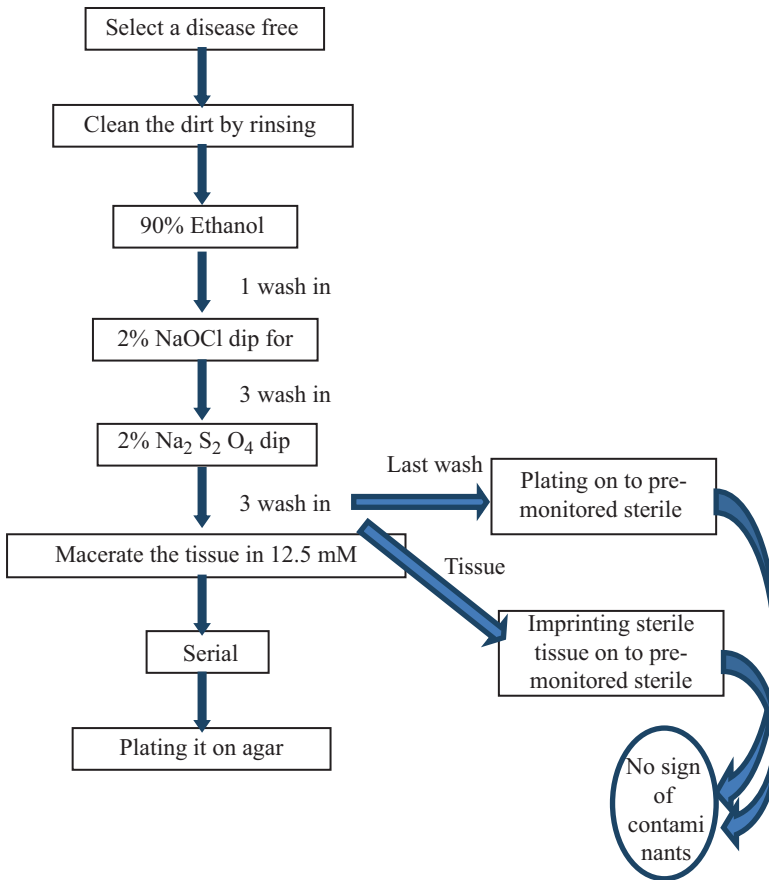 Select a disease free
Clean the dirt by rinsing
90% Ethanol
1 wash in
2% NaOCl dip for
3 wash in
2% Na2 S2 O4 dip
3 wash in
Macerate the tissue in 12.5 mM
Serial
Plating it on agar
Last wash
Plating on to pre-
monitored sterile
Tissue
Imprinting sterile
tissue on to pre-
monitored sterile
No sign
of
contami
nants